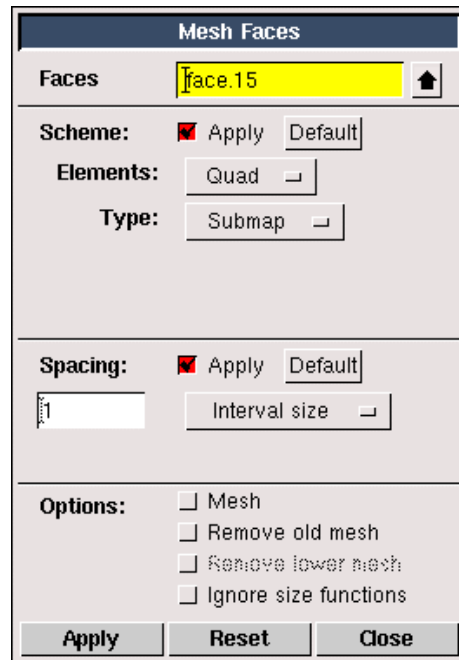 Mesh Faces
Faces face.15
Scheme: Apply Default
Elements: Quad
Type: Submap
Spacing: Apply Default
1 Interval size
Options: Mesh
Remove old mesh
Remove lower mesh
Ignore size functions
Apply Reset Close